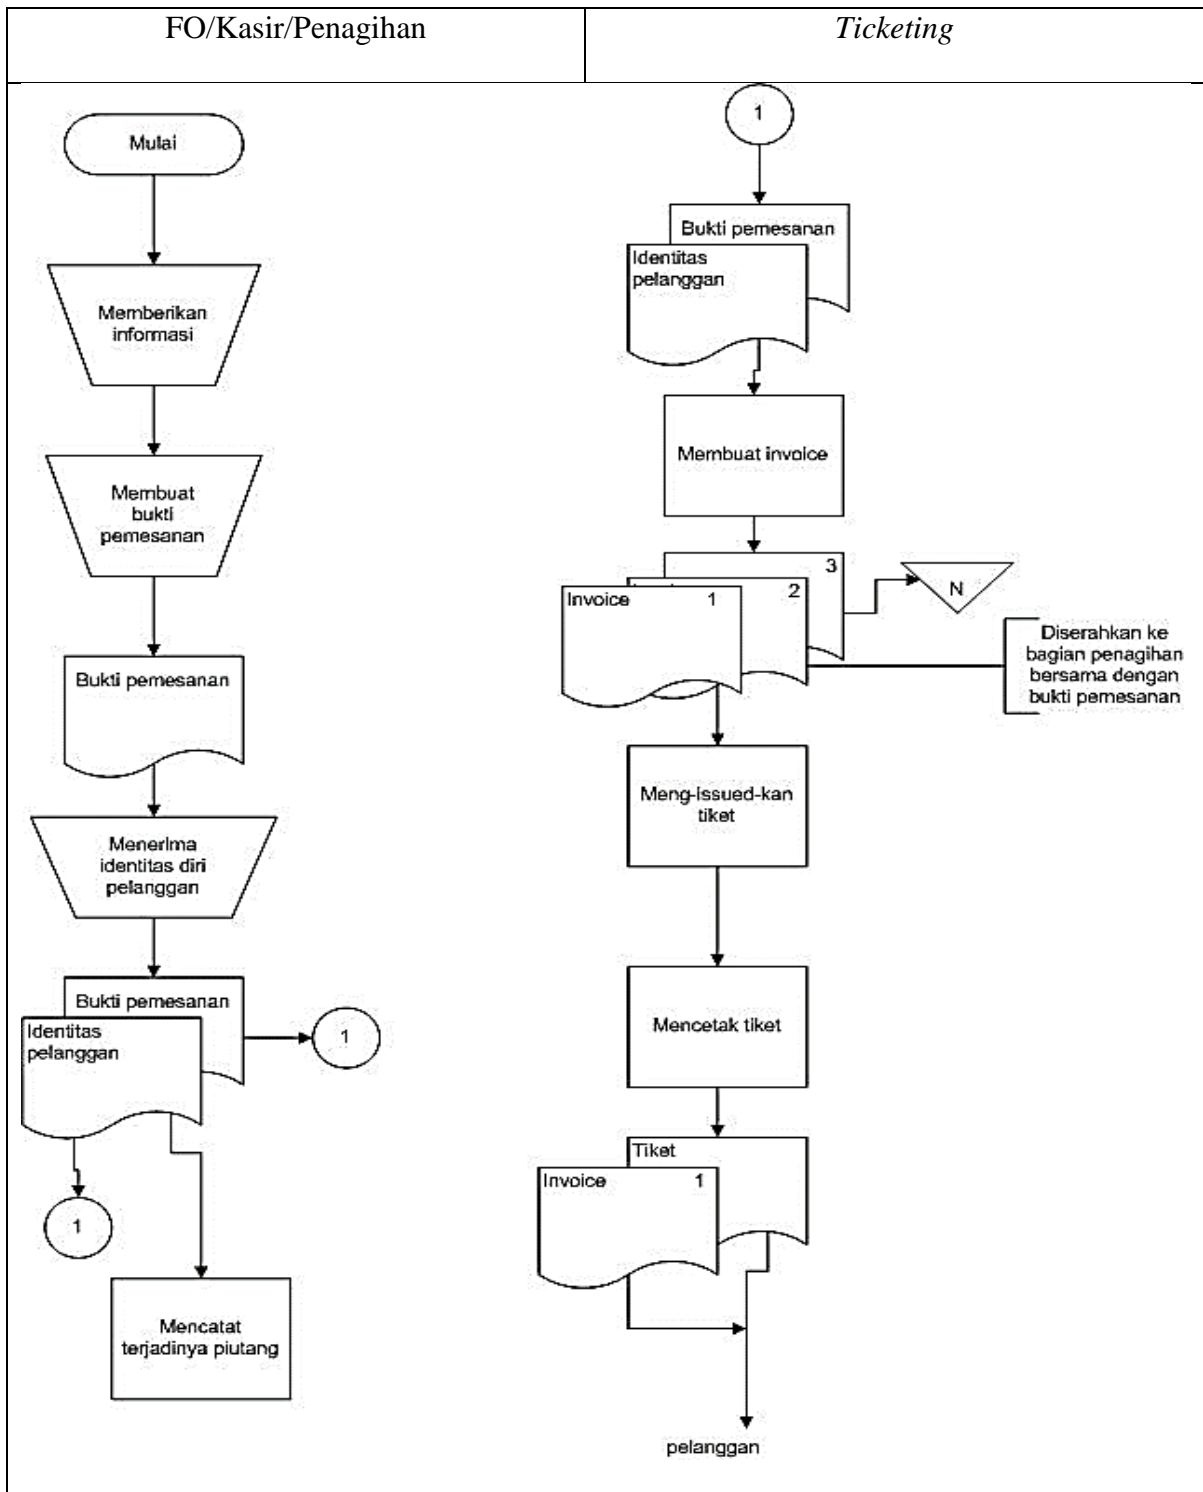 FO/Kasir/Penagihan
Ticketing
Mulai
Memberikan
informasi
Membuat
bukti
pemesanan
Bukti pemesanan
Menerima
identitas diri
pelanggan
Bukti pemesanan
Identitas
pelanggan
1
1
Mencatat
terjadinya piutang
1
Bukti pemesanan
Identitas
pelanggan
Membuat invoice
3
2
Invoice 1
N
Diserahkan ke
bagian penagihan
bersama dengan
bukti pemesanan
Meng-issued-kan
tiket
Mencetak tiket
Tiket
Invoice 1
pelanggan